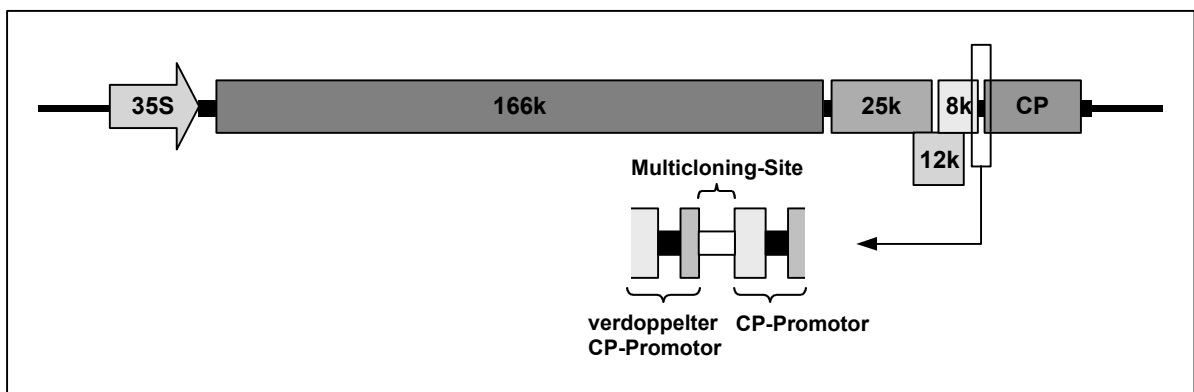 35S 166k 25k 8k CP
12k
Multicloning-Site
verdoppelter
CP-Promotor
CP-Promotor